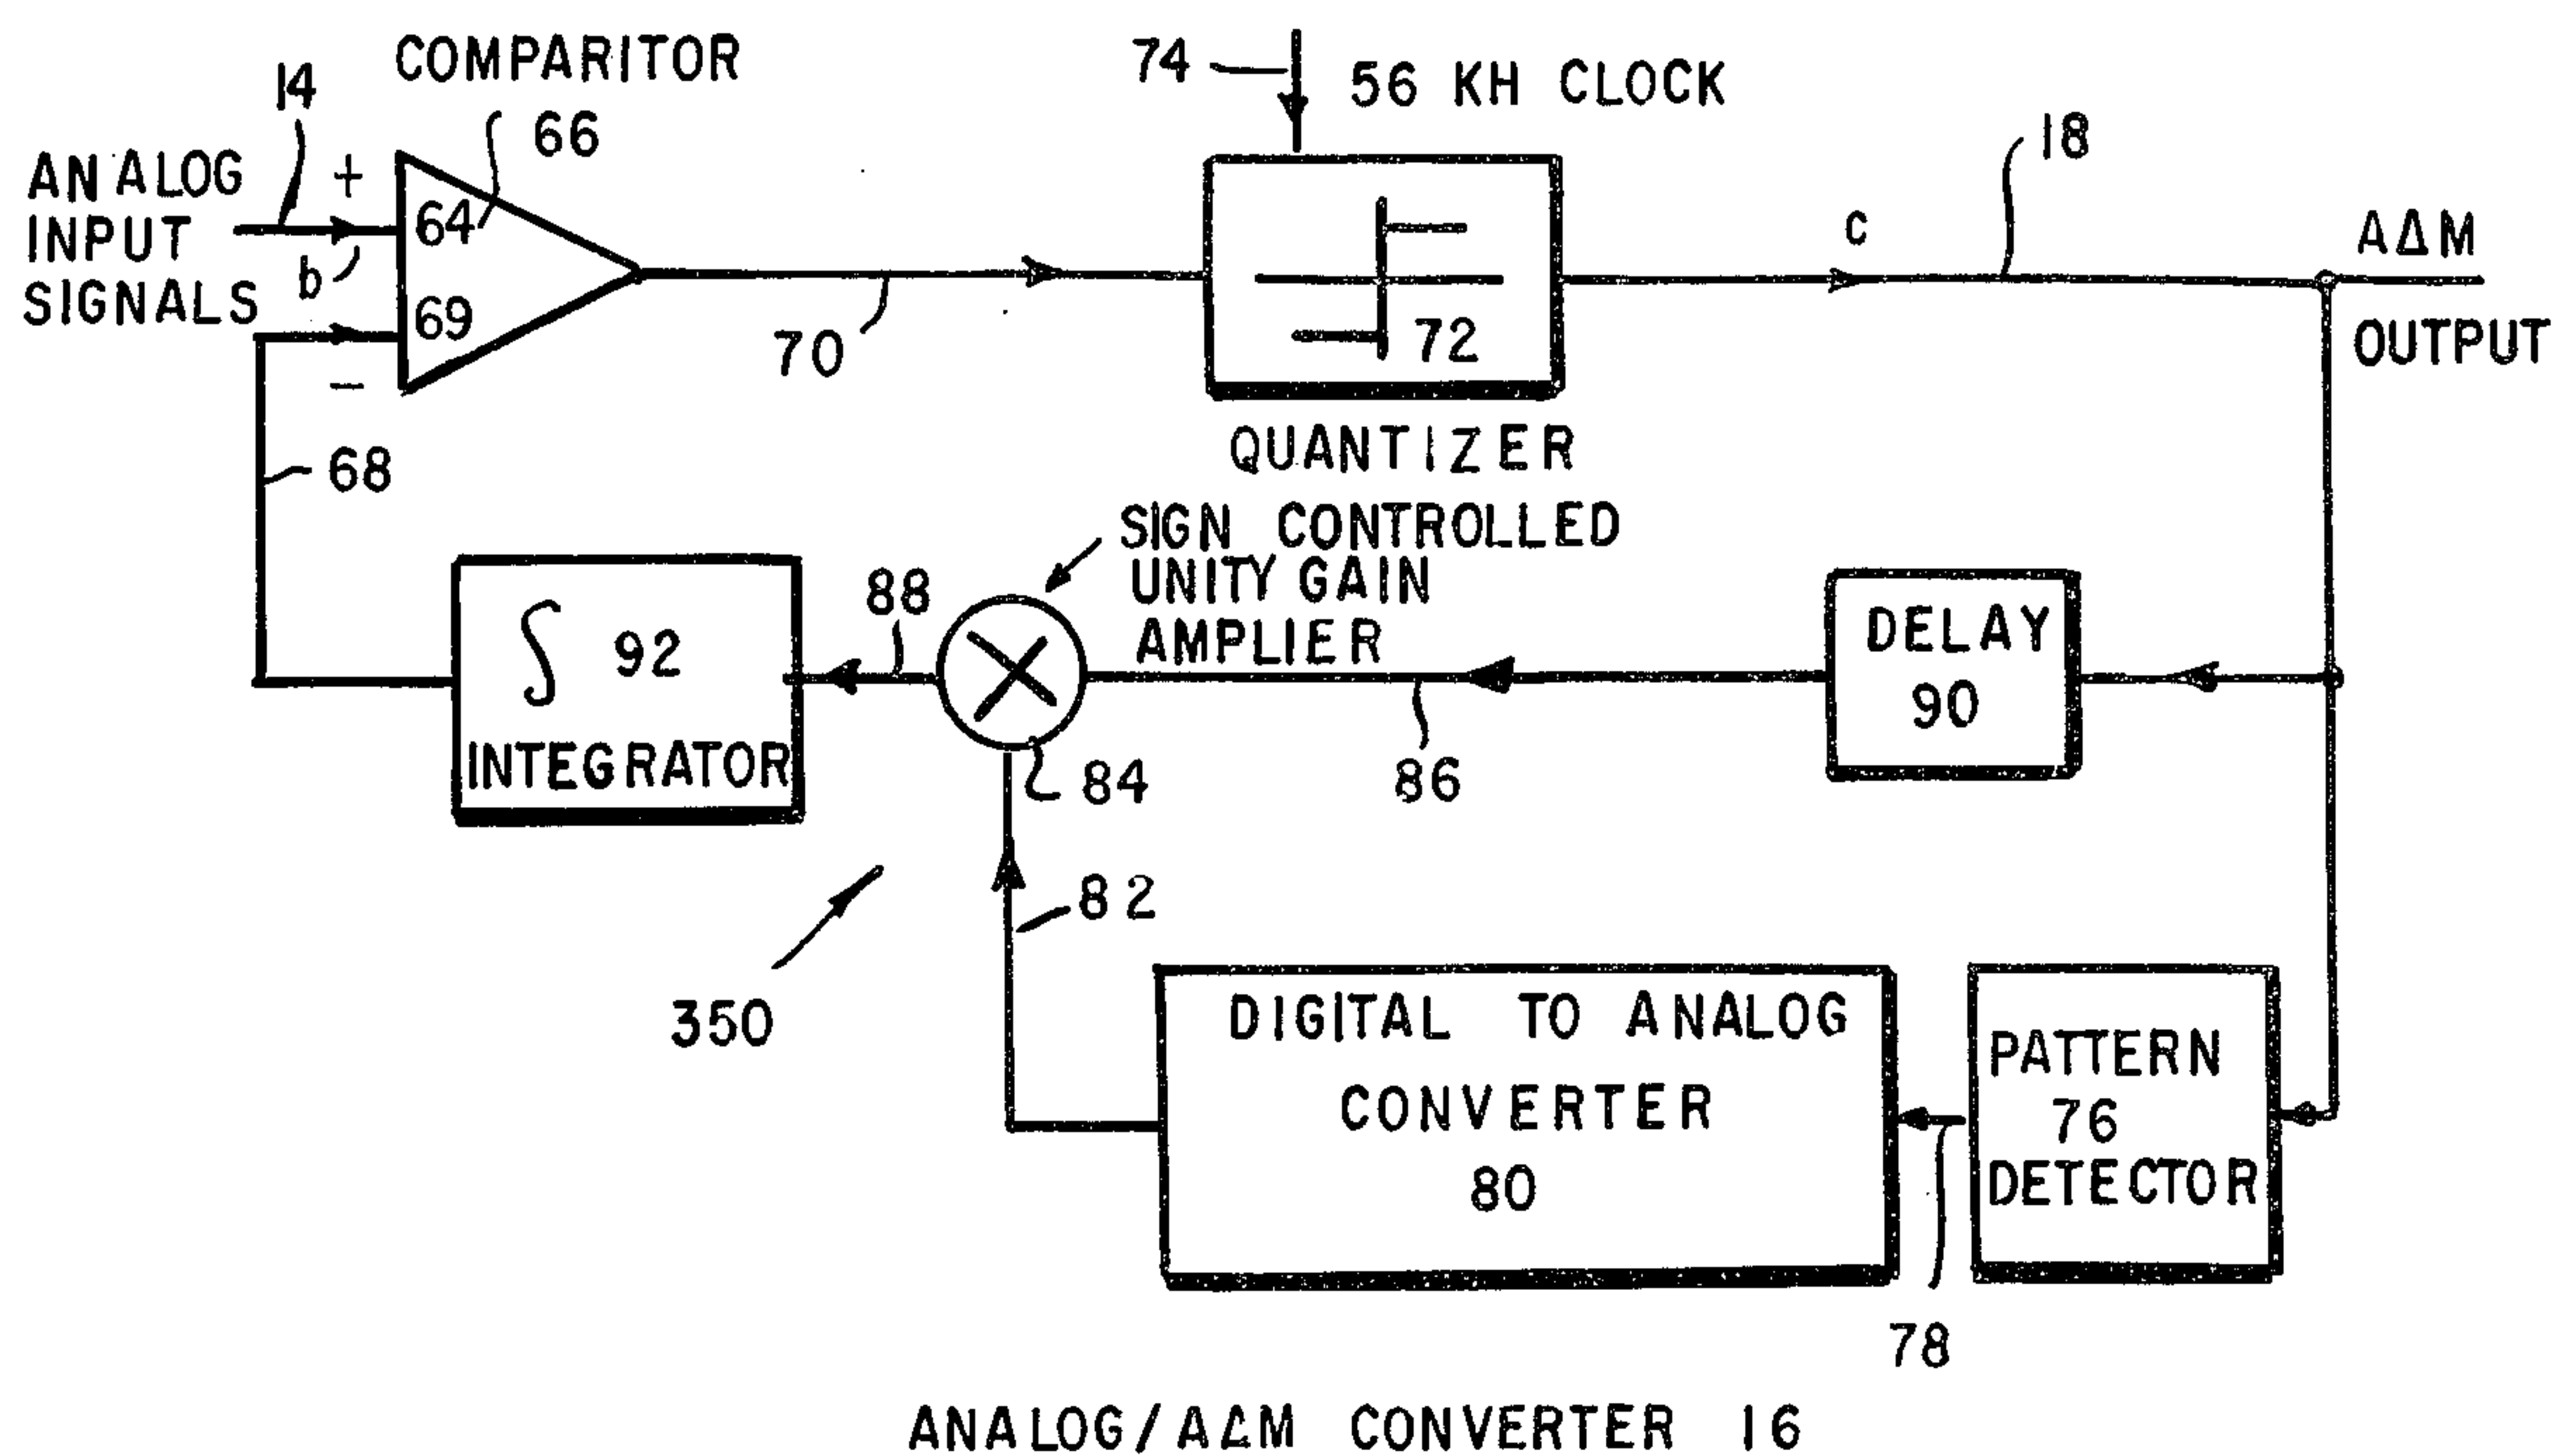 COMPARITOR
14
66
ANALOG
INPUT
SIGNALS
+
64
b
69
−
74
56 KH CLOCK
72
QUANTIZER
70
c
18
AΔM
OUTPUT
68
SIGN CONTROLLED
UNITY GAIN
AMPLIER
88
∫ 92
INTEGRATOR
84
86
DELAY
90
82
350
DIGITAL TO ANALOG
CONVERTER
80
PATTERN
76
DETECTOR
78
ANALOG/AΔM CONVERTER 16